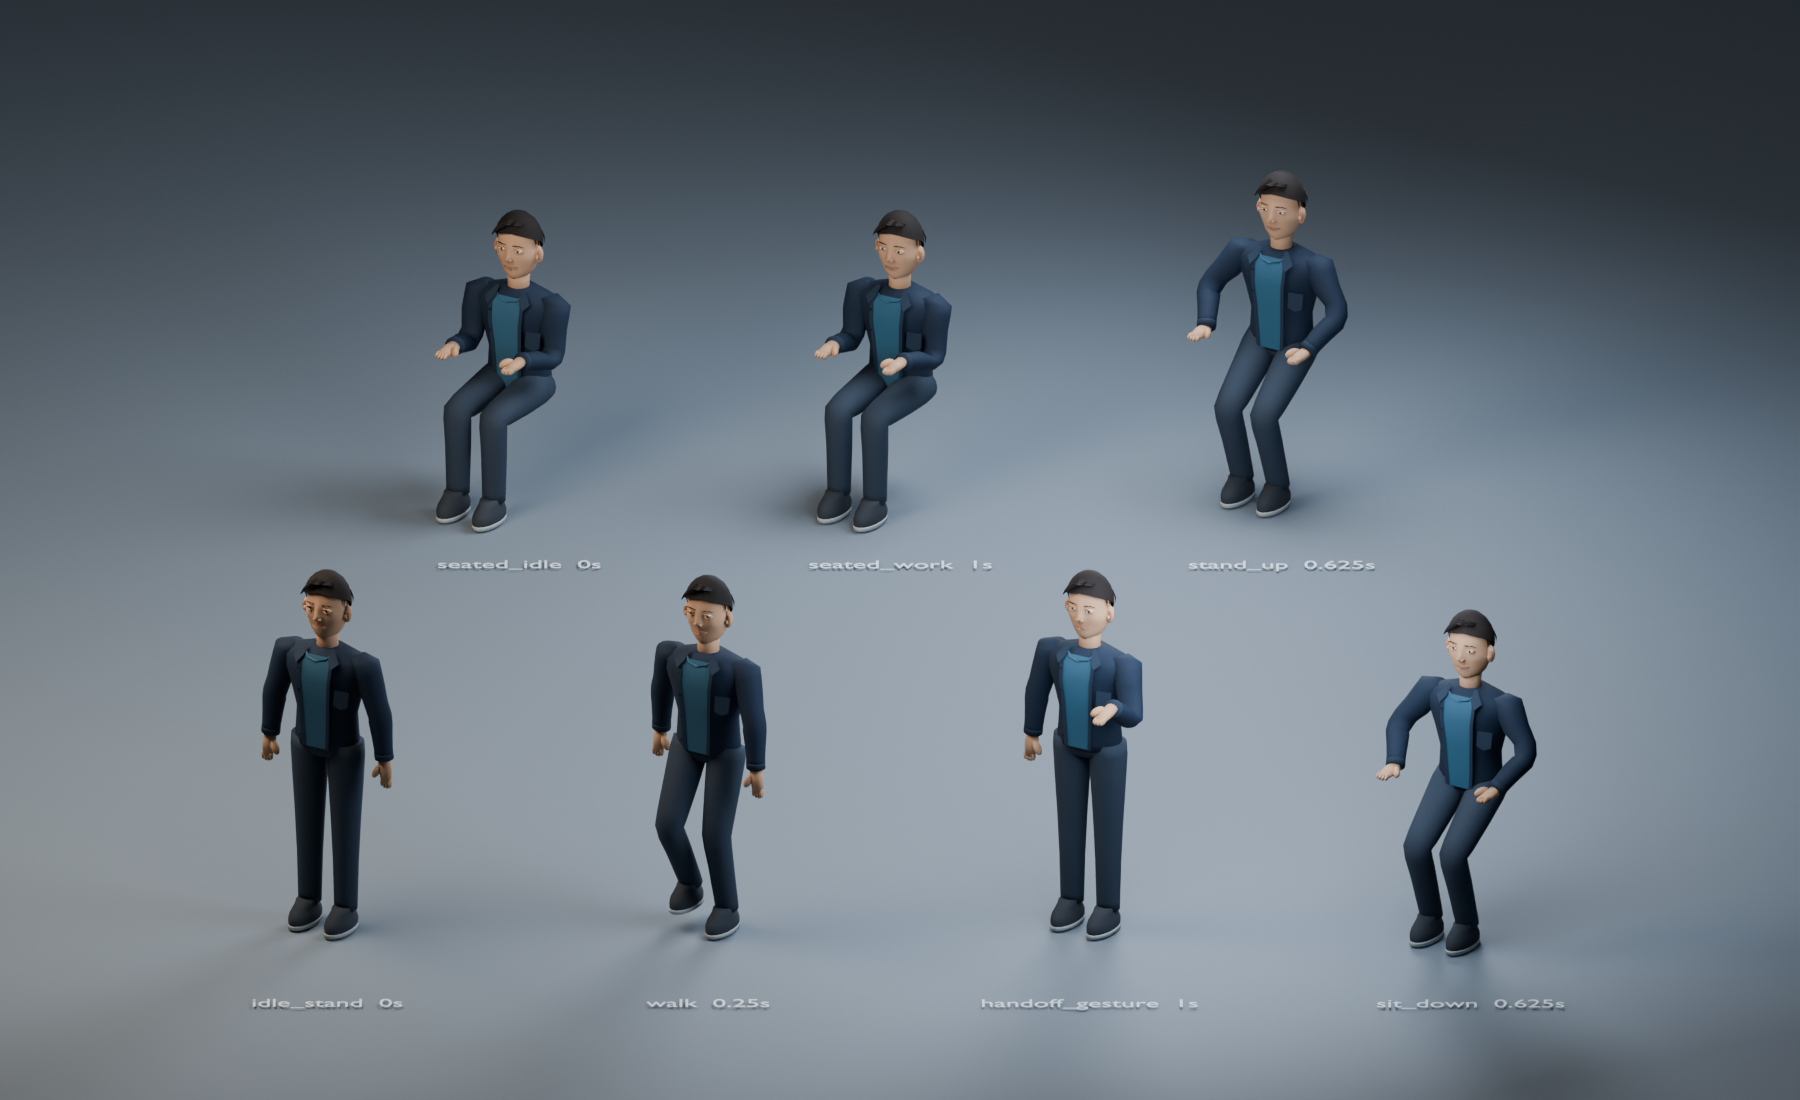 seated_idle 0s
seated_work 1s
stand_up 0.625s
idle_stand 0s
walk 0.25s
handoff_gesture 1s
sit_down 0.625s